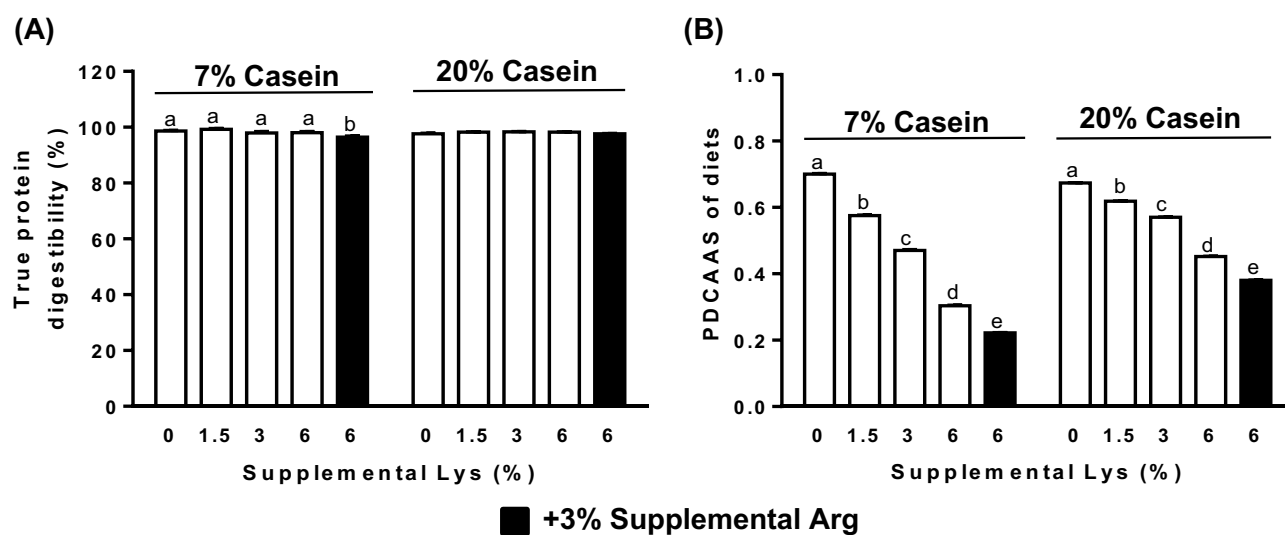 (A)
7% Casein
20% Casein
True protein
digestibility (%)
120
100
80
60
40
20
0
a a a a b
0 1.5 3 6 6 0 1.5 3 6 6
Supplemental Lys (%)
(B)
7% Casein
20% Casein
PDCAAS of diets
1.0
0.8
0.6
0.4
0.2
0.0
a b c d e a b c d e
0 1.5 3 6 6 0 1.5 3 6 6
Supplemental Lys (%)
+3% Supplemental Arg